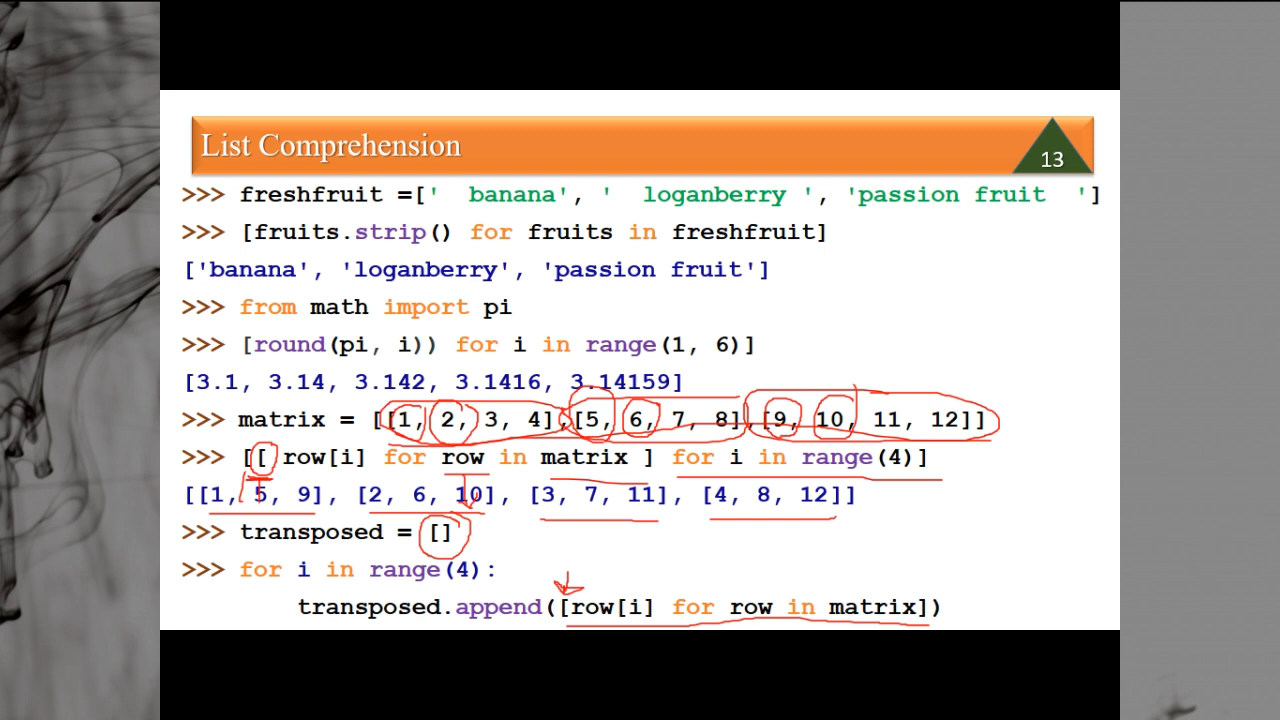 List Comprehension
13
>>> freshfruit =['  banana', '  loganberry ', 'passion fruit  ']
>>> [fruits.strip() for fruits in freshfruit]
['banana', 'loganberry', 'passion fruit']
>>> from math import pi
>>> [round(pi, i)) for i in range(1, 6)]
[3.1, 3.14, 3.142, 3.1416, 3.14159]
>>> matrix = [[1, 2, 3, 4],[5, 6, 7, 8],[9, 10, 11, 12]]
>>> [[ row[i] for row in matrix ] for i in range(4)]
[[1, 5, 9], [2, 6, 10], [3, 7, 11], [4, 8, 12]]
>>> transposed = []
>>> for i in range(4):
        transposed.append([row[i] for row in matrix])